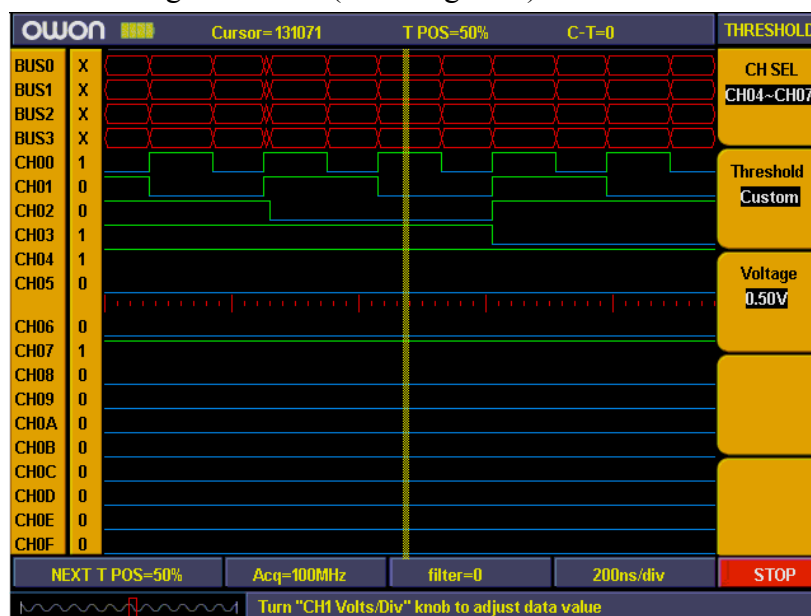 owon Cursor=131071 T POS=50% C-T=0 THRESHOLD
BUS0 X
BUS1 X
BUS2 X
BUS3 X
CH00 1
CH01 0
CH02 0
CH03 1
CH04 1
CH05 0
CH06 0
CH07 1
CH08 0
CH09 0
CH0A 0
CH0B 0
CH0C 0
CH0D 0
CH0E 0
CH0F 0
CH SEL
CH04~CH07
Threshold
Custom
Voltage
0.50V
NEXT T POS=50% Acq=100MHz filter=0 200ns/div STOP
Turn "CH1 Volts/Div" knob to adjust data value